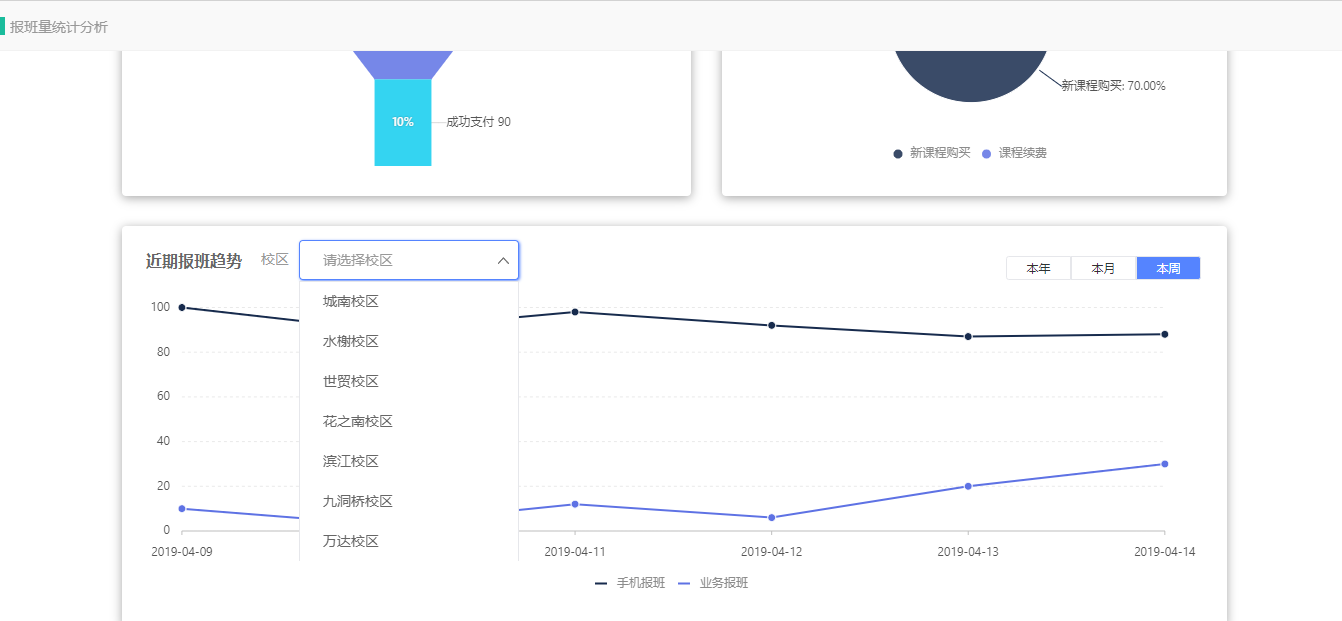 报班量统计分析
新课程购买: 70.00%
10% 成功支付 90
新课程购买 课程续费
近期报班趋势 校区 请选择校区
本年 本月 本周
城南校区
水榭校区
世贸校区
花之南校区
滨江校区
九洞桥校区
万达校区
100
80
60
40
20
0
2019-04-09 2019-04-11 2019-04-12 2019-04-13 2019-04-14
手机报班 业务报班